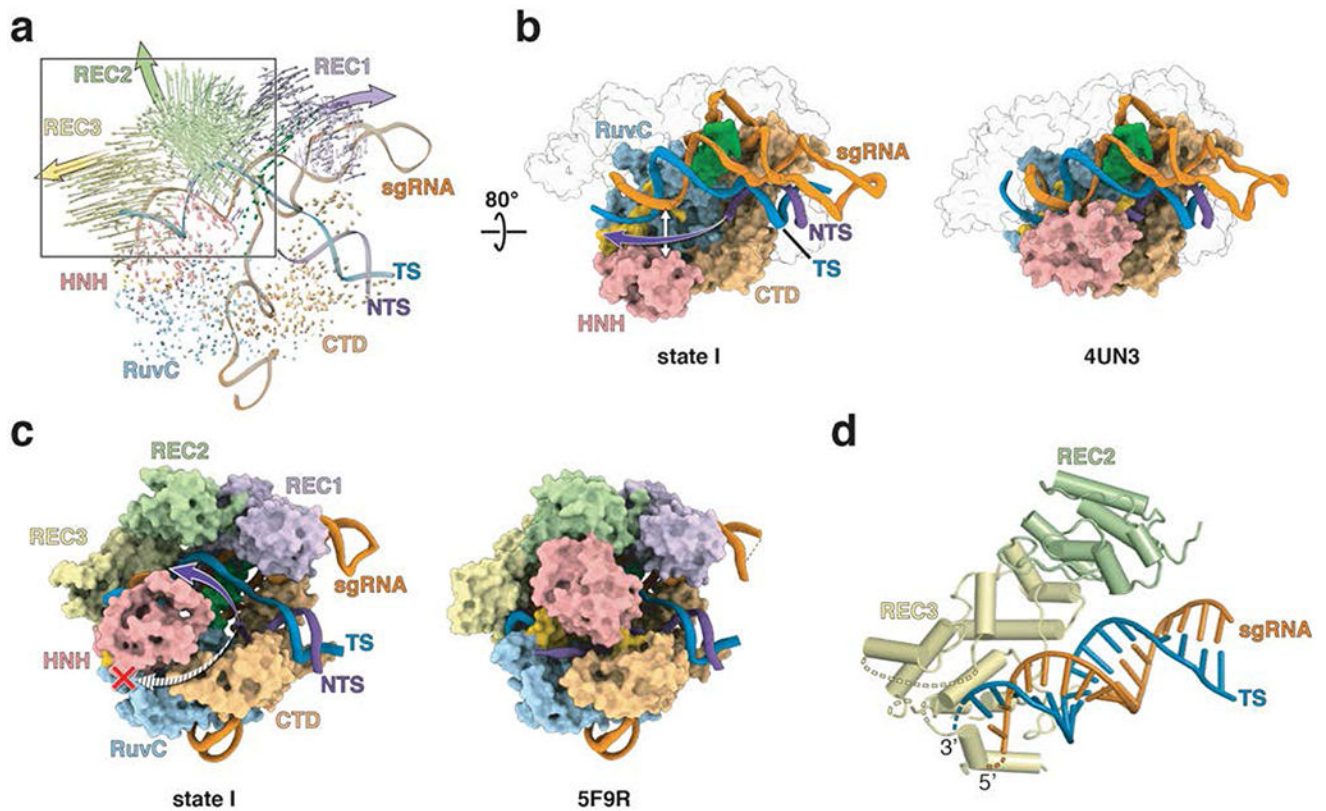 a
REC2
REC1
REC3
sgRNA
HNH
TS
NTS
CTD
RuvC
b
80°
RuvC
sgRNA
NTS
TS
CTD
HNH
state I
4UN3
c
REC2
REC1
REC3
sgRNA
HNH
TS
NTS
CTD
RuvC
state I
5F9R
d
REC2
REC3
sgRNA
TS
3'
5'